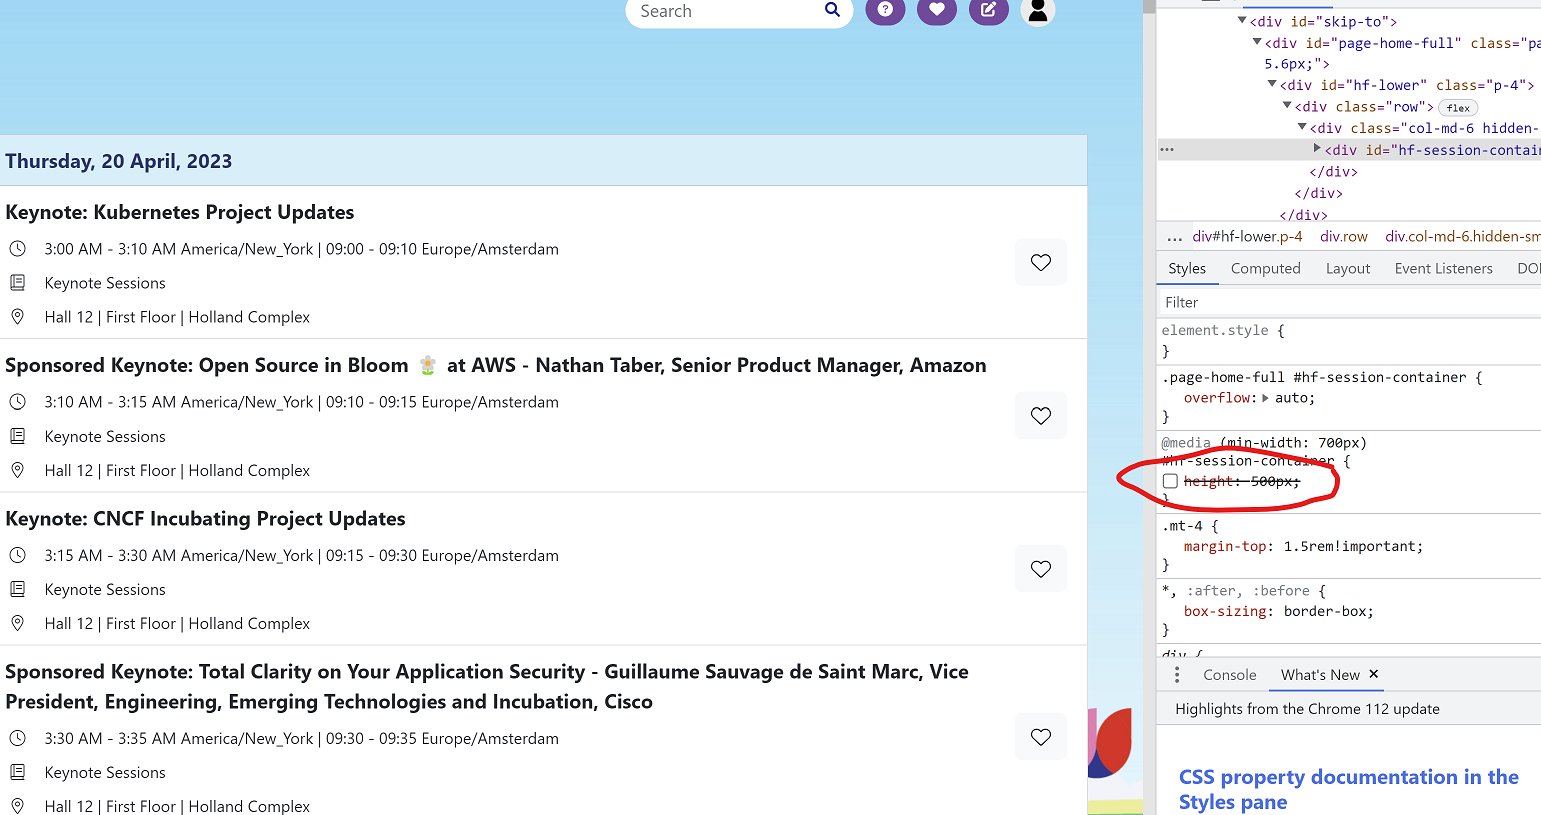 Search
Thursday, 20 April, 2023
Keynote: Kubernetes Project Updates
3:00 AM - 3:10 AM America/New_York | 09:00 - 09:10 Europe/Amsterdam
Keynote Sessions
Hall 12 | First Floor | Holland Complex
Sponsored Keynote: Open Source in Bloom 🌼 at AWS - Nathan Taber, Senior Product Manager, Amazon
3:10 AM - 3:15 AM America/New_York | 09:10 - 09:15 Europe/Amsterdam
Keynote Sessions
Hall 12 | First Floor | Holland Complex
Keynote: CNCF Incubating Project Updates
3:15 AM - 3:30 AM America/New_York | 09:15 - 09:30 Europe/Amsterdam
Keynote Sessions
Hall 12 | First Floor | Holland Complex
Sponsored Keynote: Total Clarity on Your Application Security - Guillaume Sauvage de Saint Marc, Vice
President, Engineering, Emerging Technologies and Incubation, Cisco
3:30 AM - 3:35 AM America/New_York | 09:30 - 09:35 Europe/Amsterdam
Keynote Sessions
Hall 12 | First Floor | Holland Complex
<div id="skip-to">
<div id="page-home-full" class="pa
5.6px;">
<div id="hf-lower" class="p-4">
<div class="row"> flex
<div class="col-md-6 hidden-
... <div id="hf-session-contain
</div>
</div>
</div>
... div#hf-lower.p-4 div.row div.col-md-6.hidden-sm
Styles Computed Layout Event Listeners DO
Filter
element.style {
}
.page-home-full #hf-session-container {
overflow: auto;
}
@media (min-width: 700px)
#hf-session-container {
height: 500px;
}
.mt-4 {
margin-top: 1.5rem!important;
}
*, :after, :before {
box-sizing: border-box;
}
div {
Console What's New ×
Highlights from the Chrome 112 update
CSS property documentation in the
Styles pane